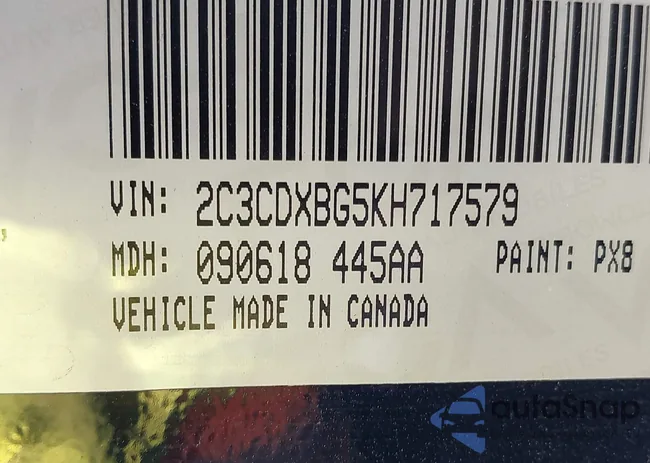 VIN: 2C3CDXBG5KH717579
MDH: 090618 445AA PAINT: PX8
VEHICLE MADE IN CANADA
autoSnap